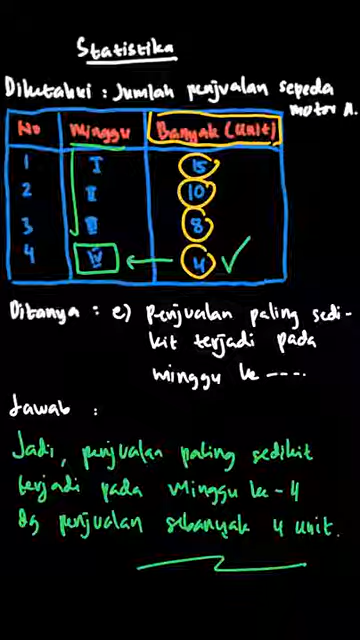 Statistika
Diketahui : Jumlah penjualan sepeda
motor A.
No Minggu Banyak (Unit)
1 I 15
2 II 10
3 III 8
4 IV 4
Ditanya : e) penjualan paling sedi-
kit terjadi pada
minggu ke ----.
Jawab :
Jadi, penjualan paling sedikit
terjadi pada Minggu ke-4
dg penjualan sebanyak 4 unit.